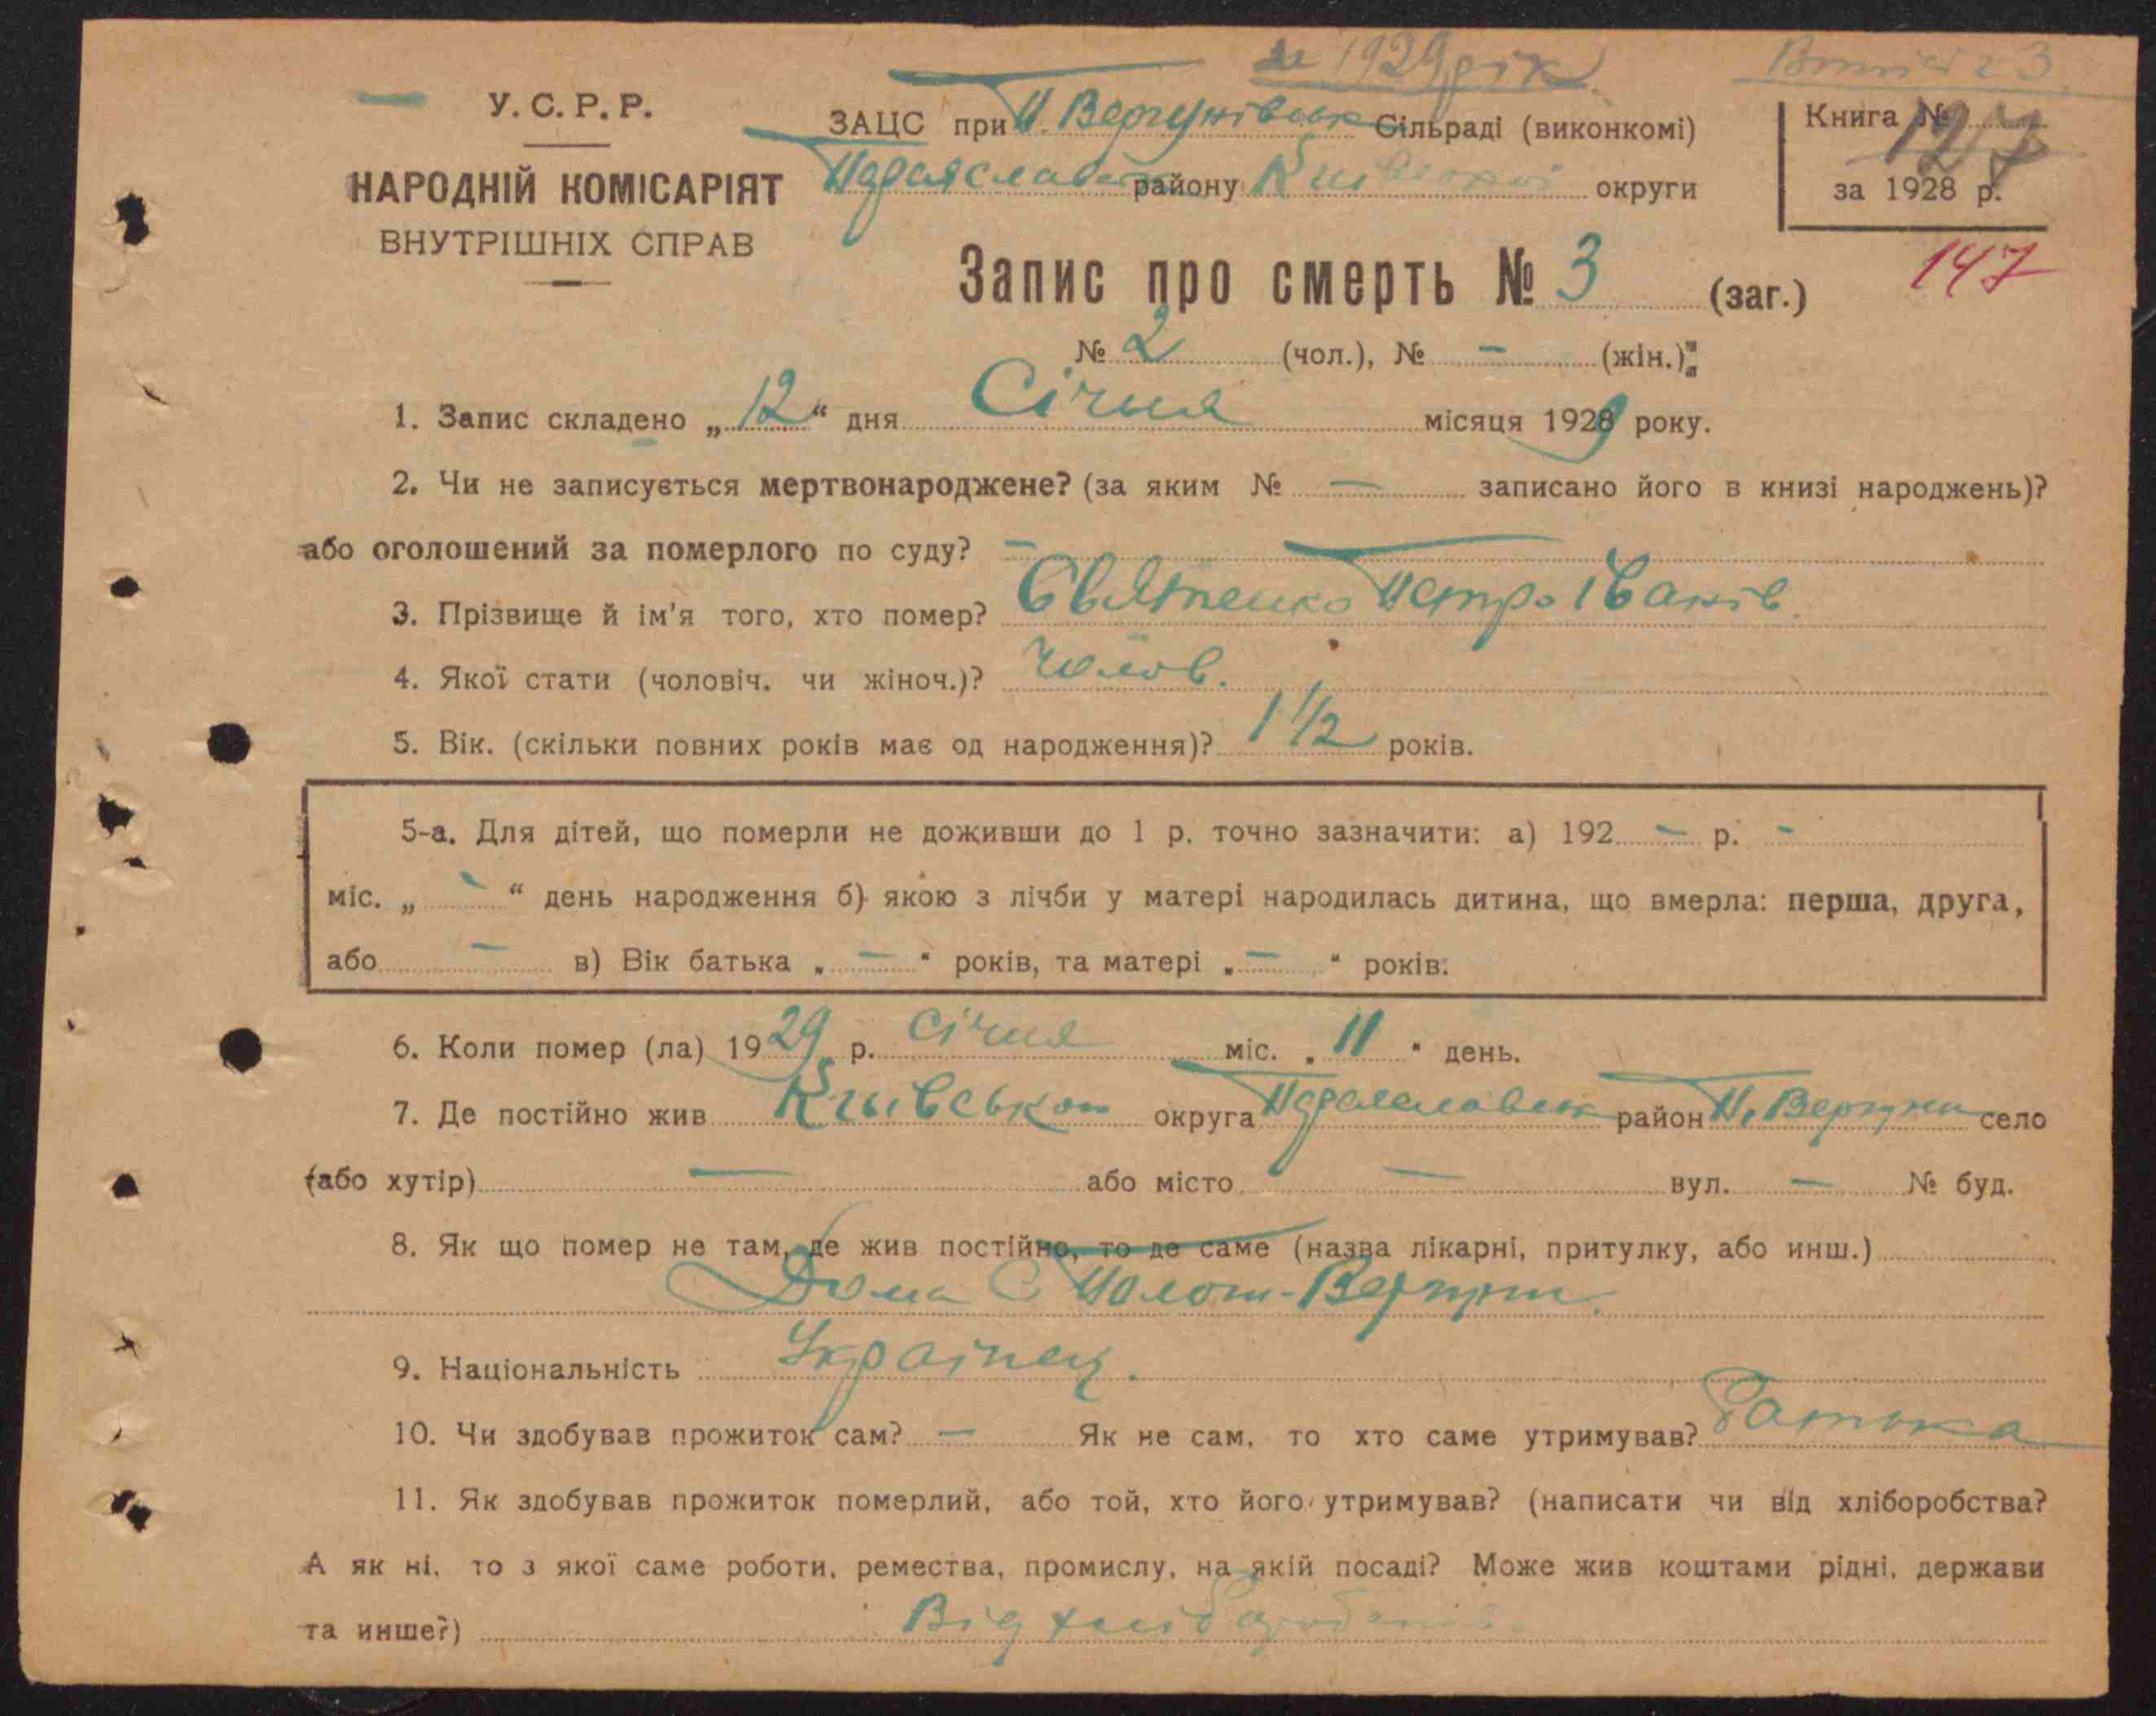 за 1929 рік
У.С.Р.Р.
НАРОДНІЙ КОМІСАРІЯТ
ВНУТРІШНІХ СПРАВ
ЗАЦС при П. Вергунівськ Сільраді (виконкомі)
Переяславськ району Київської округи
Книга № 127
за 1928 р.
147
Запис про смерть № 3 (заг.)
№ 2 (чол.), № – (жін.)
1. Запис складено „12“ дня Січня місяця 1929 року.
2. Чи не записується мертвонароджене? (за яким № — записано його в книзі народжень)?
або оголошений за померлого по суду? –
3. Прізвище й ім'я того, хто помер? Святенко Петро Іванів.
4. Якої стати (чоловіч. чи жіноч.)? Чолов.
5. Вік. (скільки повних років має од народження)? 1 1/2 років.
5-а. Для дітей, що померли не доживши до 1 р. точно зазначити: а) 192 – р. –
міс. „ – “ день народження б) якою з лічби у матері народилась дитина, що вмерла: перша, друга,
або – в) Вік батька „ — “ років, та матері „ — “ років.
6. Коли помер (ла) 1929 р. Січня міс. „11“ день.
7. Де постійно жив Київської округа Переяславськ район П. Вергуни село
(або хутір) — або місто — вул. — № буд.
8. Як що помер не там, де жив постійно, то де саме (назва лікарні, притулку, або инш.)
Дома С. Полом-Вергуни.
9. Національність Українец.
10. Чи здобував прожиток сам? — Як не сам, то хто саме утримував? Батька
11. Як здобував прожиток померлий, або той, хто його утримував? (написати чи від хліборобства?
А як ні, то з якої саме роботи, ремества, промислу, на якій посаді? Може жив коштами рідні, держави
та инше?) Від хліборобства.